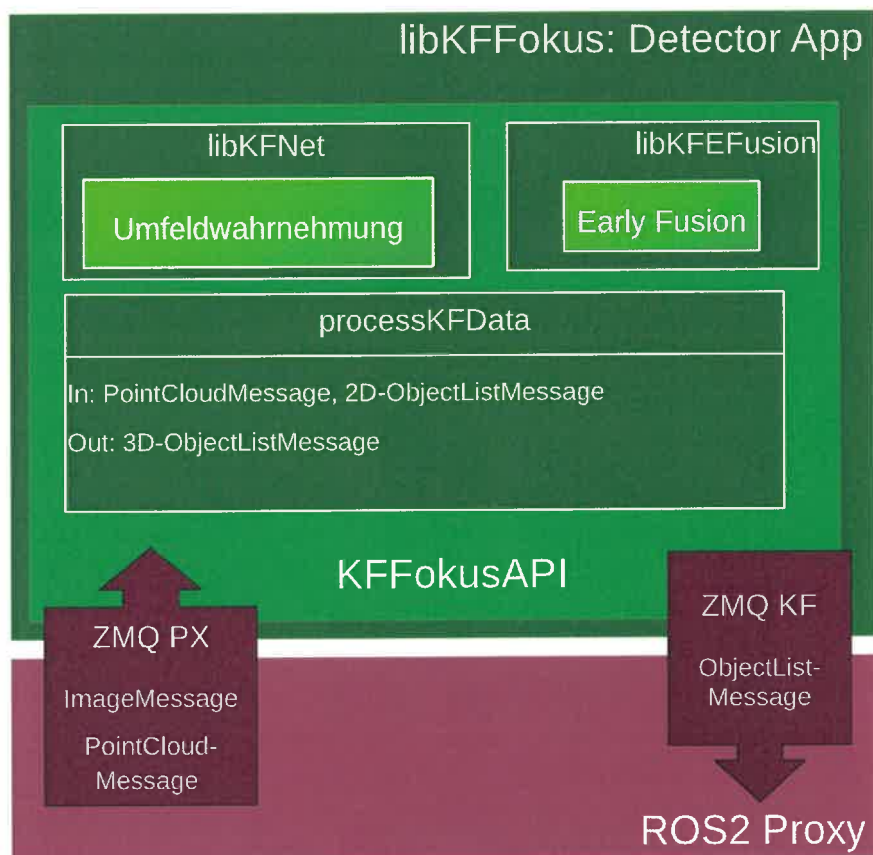 libKFFokus: Detector App
libKFNet
Umfeldwahrnehmung
libKFEFusion
Early Fusion
processKFData
In: PointCloudMessage, 2D-ObjectListMessage
Out: 3D-ObjectListMessage
KFFokusAPI
ZMQ PX
ImageMessage
PointCloud-
Message
ZMQ KF
ObjectList-
Message
ROS2 Proxy